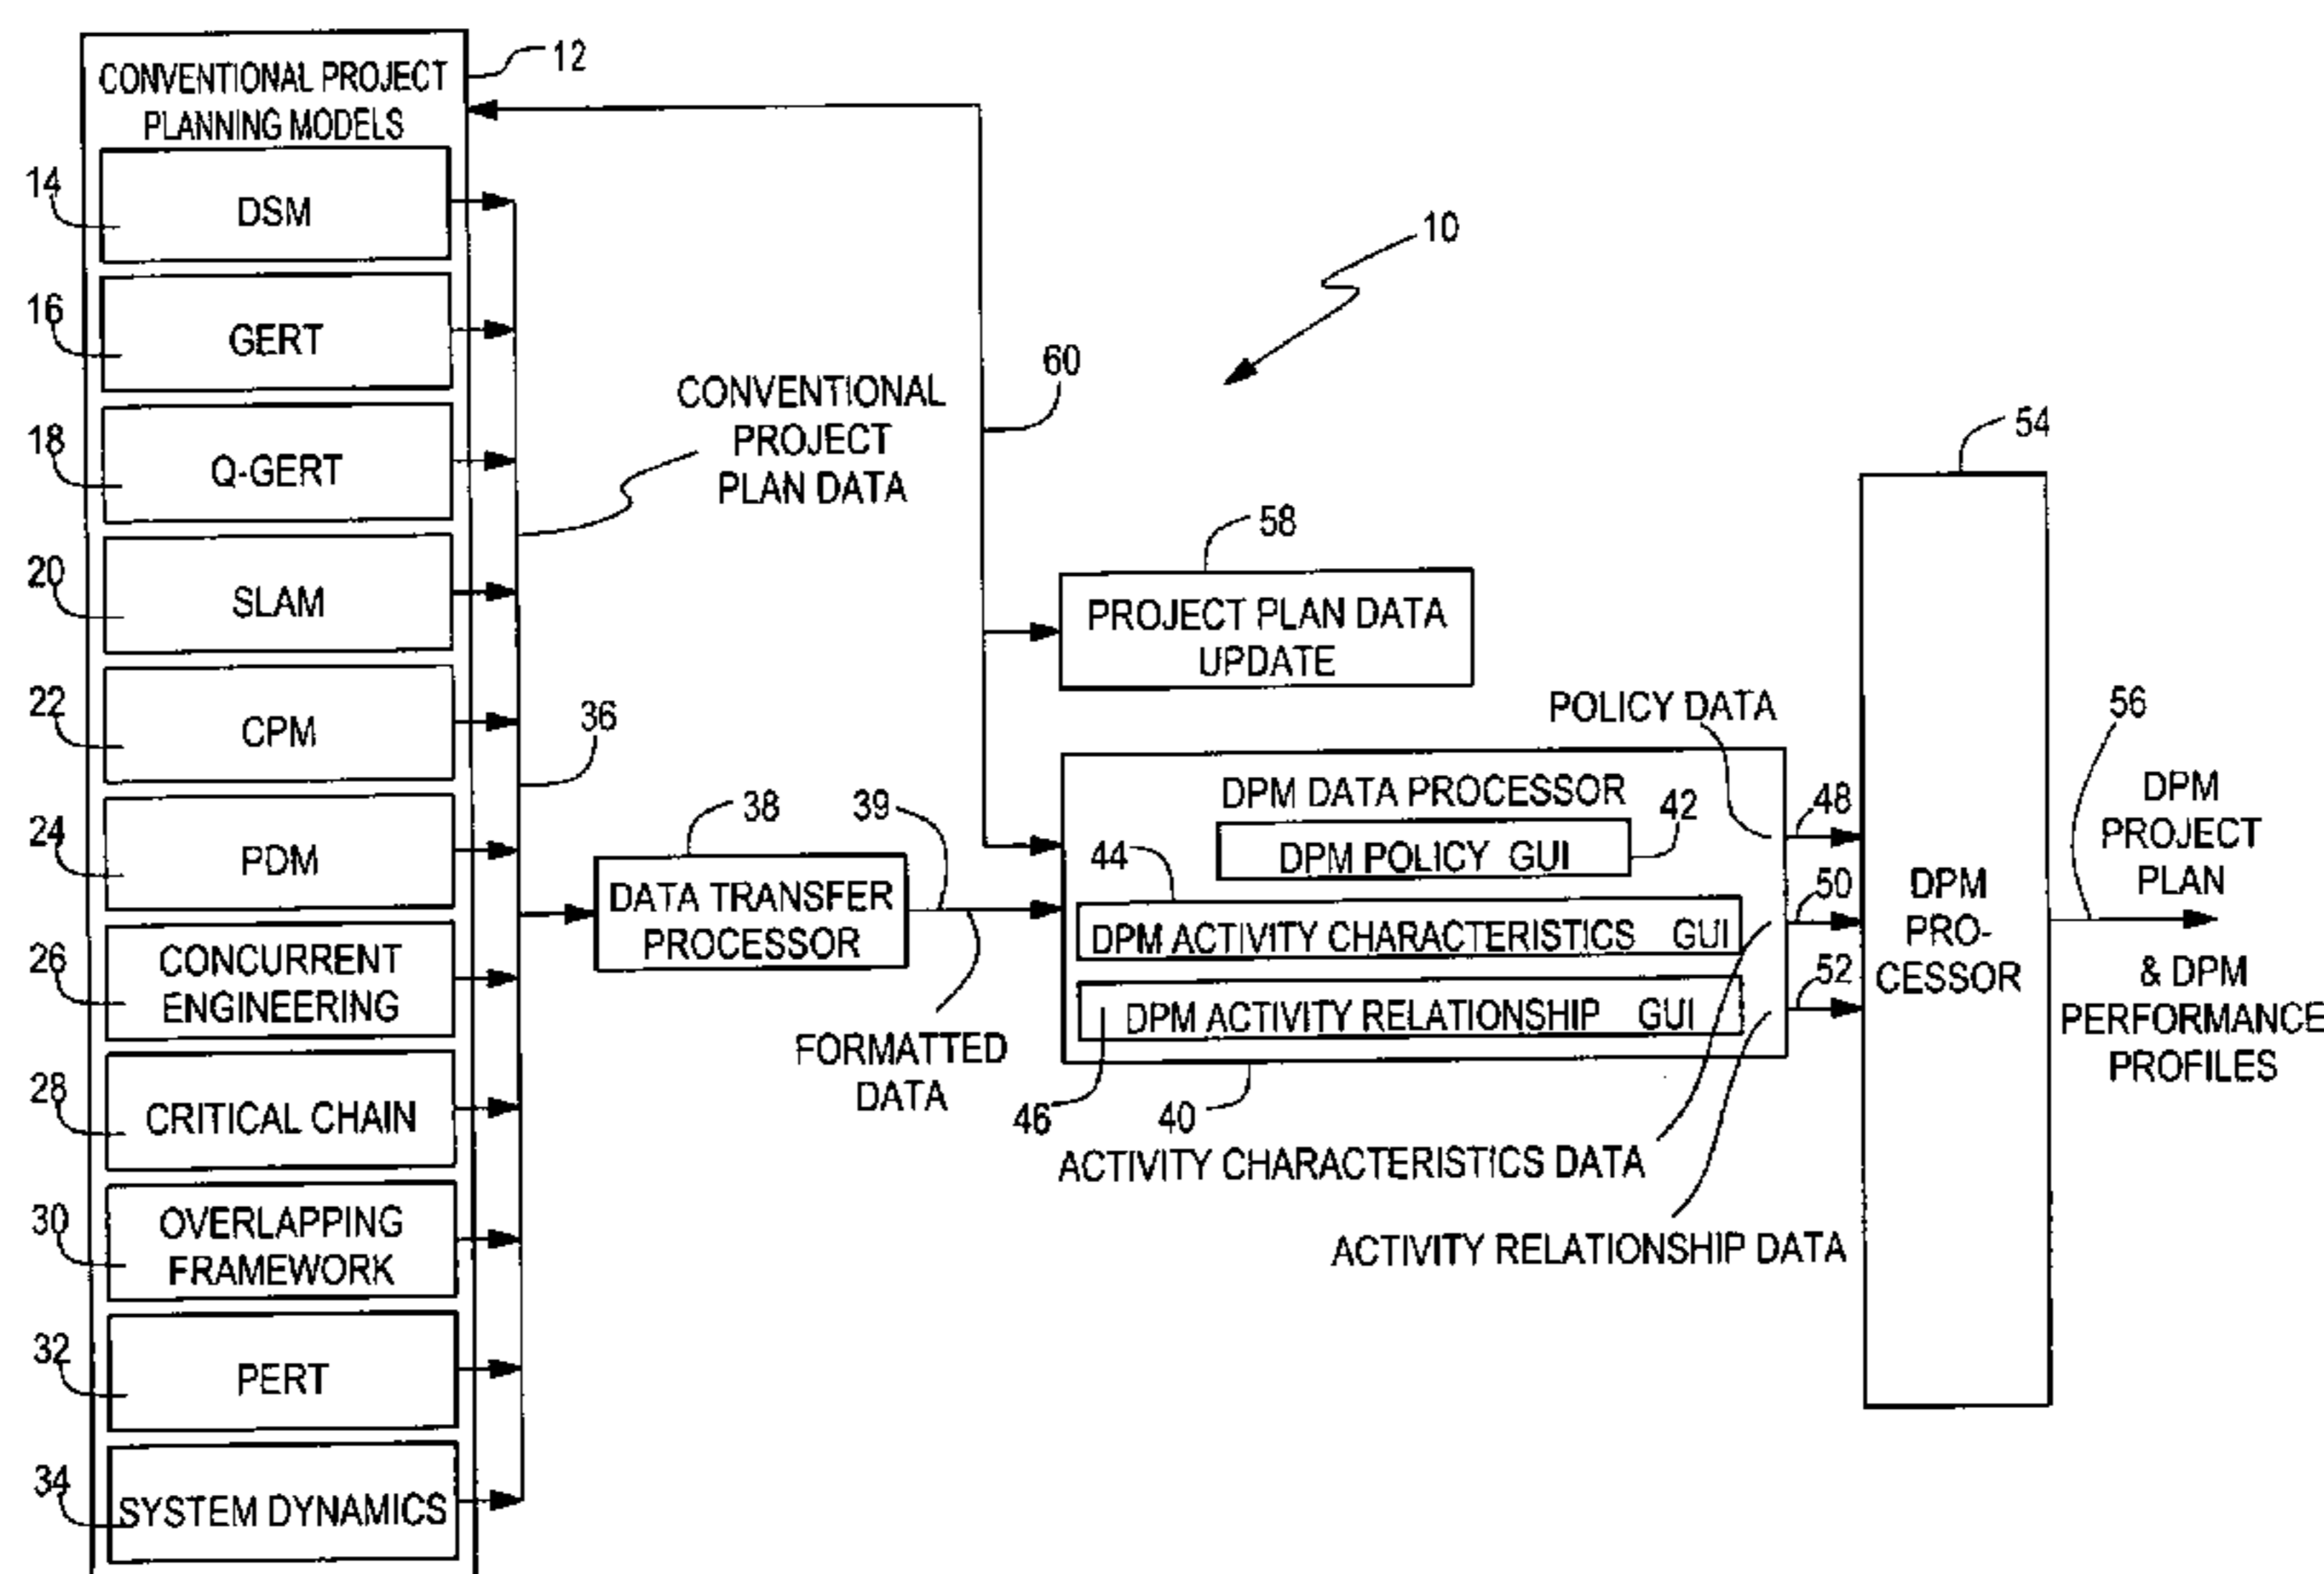 12
CONVENTIONAL PROJECT
PLANNING MODELS
14
DSM
16
GERT
18
Q-GERT
20
SLAM
22
CPM
24
PDM
26
CONCURRENT
ENGINEERING
28
CRITICAL CHAIN
30
OVERLAPPING
FRAMEWORK
32
PERT
34
SYSTEM DYNAMICS
CONVENTIONAL
PROJECT
PLAN DATA
36
38
DATA TRANSFER
PROCESSOR
39
FORMATTED
DATA
60
10
58
PROJECT PLAN DATA
UPDATE
DPM DATA PROCESSOR
42
DPM POLICY GUI
44
DPM ACTIVITY CHARACTERISTICS GUI
DPM ACTIVITY RELATIONSHIP GUI
46
40
POLICY DATA
48
50
52
ACTIVITY CHARACTERISTICS DATA
ACTIVITY RELATIONSHIP DATA
54
DPM
PRO-
CESSOR
56
DPM
PROJECT
PLAN
& DPM
PERFORMANCE
PROFILES